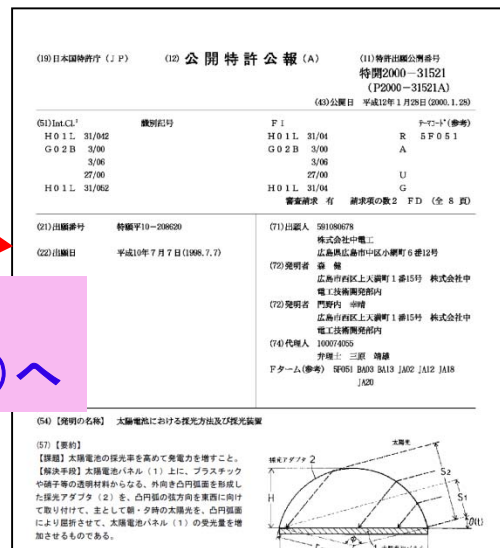 (19)日本国特許庁(JP)
(12)公開特許公報(A)
(11)特許出願公開番号
特開2000-31521
(P2000-31521A)
(43)公開日 平成12年1月28日(2000.1.28)
(51)Int.Cl.7 識別記号 FI テーマコード(参考)
H01L 31/042 H01L 31/04 R 5F051
G02B 3/00 G02B 3/00 A
3/06 3/06
27/00 27/00 U
H01L 31/052 H01L 31/04 G
審査請求 有 請求項の数2 FD (全8頁)
(21)出願番号 特願平10-208620
(22)出願日 平成10年7月7日(1998.7.7)
(71)出願人 591080678
株式会社中電工
広島県広島市中区小網町6番12号
(72)発明者 森 健
広島市西区上天満町1番15号 株式会社中
電工技術開発部内
(72)発明者 門野内 幸晴
広島市西区上天満町1番15号 株式会社中
電工技術開発部内
(74)代理人 100074055
弁理士 三原 靖雄
Fターム(参考) 5F051 BA03 BA13 JA02 JA12 JA18
JA20
)へ
(54)【発明の名称】 太陽電池における採光方法及び採光装置
(57)【要約】
【課題】太陽電池の採光率を高めて発電力を増すこと。
【解決手段】太陽電池パネル(1)上に、プラスチック
や硝子等の透明材料からなる、外向き凸円弧面を形成し
た採光アダプタ(2)を、凸円弧の弦方向を東西に向け
て取り付けて、主として朝・夕時の太陽光を、凸円弧面
により屈折させて、太陽電池パネル(1)の受光量を増
加させるものである。
太陽光
採光アダプタ 2
S2
H
S1
θ(t)
r
φ